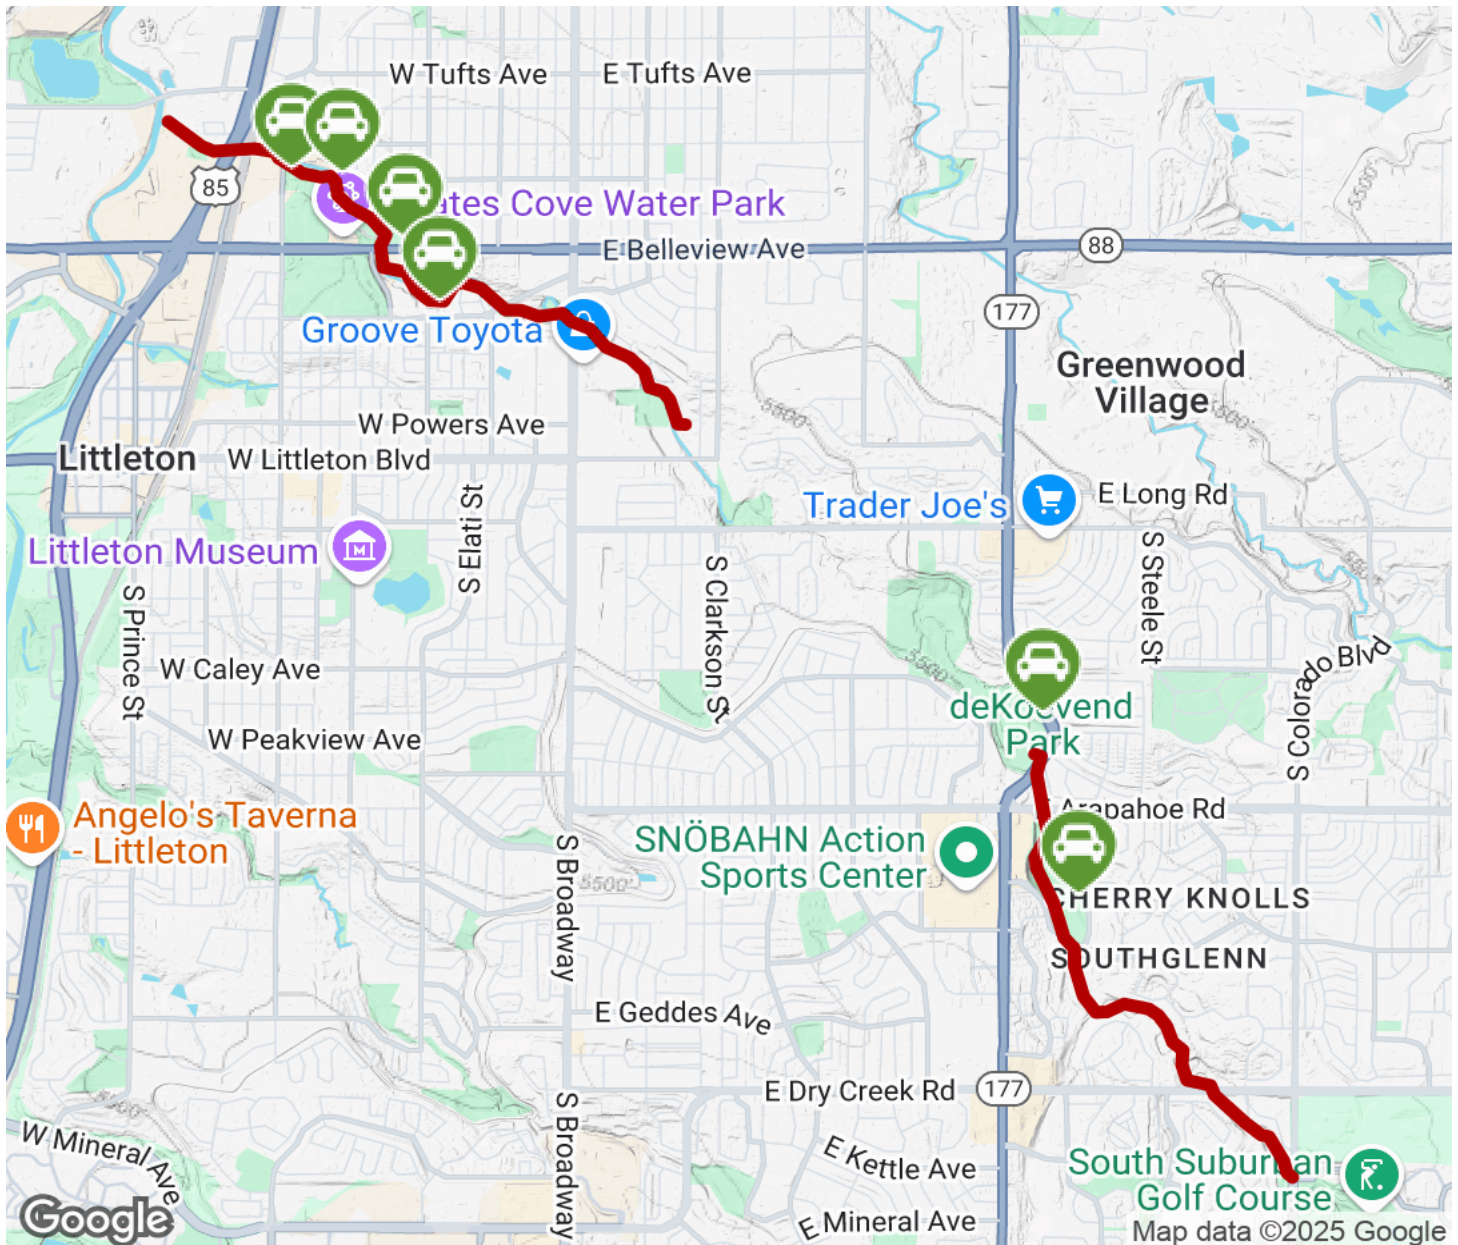 W Tufts Ave
E Tufts Ave
85
ates Cove Water Park
E Belleview Ave
88
177
Groove Toyota
Greenwood
Village
W Powers Ave
Littleton
W Littleton Blvd
Trader Joe's
E Long Rd
S Elati St
Littleton Museum
S Steele St
S Clarkson St
S Prince St
W Caley Ave
5500
S Colorado Blvd
deKoevend
Park
W Peakview Ave
Arapahoe Rd
Angelo's Taverna
- Littleton
SNÖBAHN Action
Sports Center
S Broadway
5500
CHERRY KNOLLS
SOUTHGLENN
E Geddes Ave
E Dry Creek Rd
177
S Broadway
W Mineral Ave
E Kettle Ave
South Suburban
Golf Course
E Mineral Ave
Google
Map data ©2025 Google